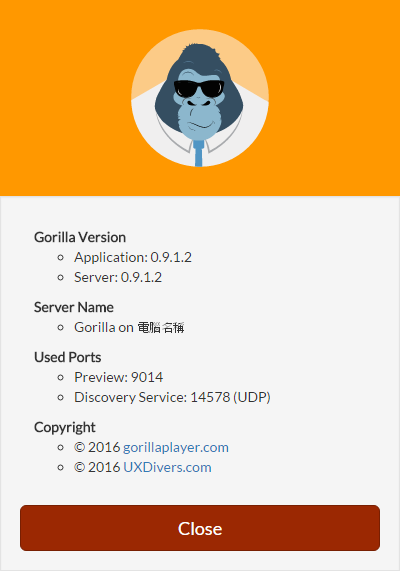 Gorilla Version
Application: 0.9.1.2
Server: 0.9.1.2
Server Name
Gorilla on 電腦名稱
Used Ports
Preview: 9014
Discovery Service: 14578 (UDP)
Copyright
© 2016 gorillaplayer.com
© 2016 UXDivers.com
Close